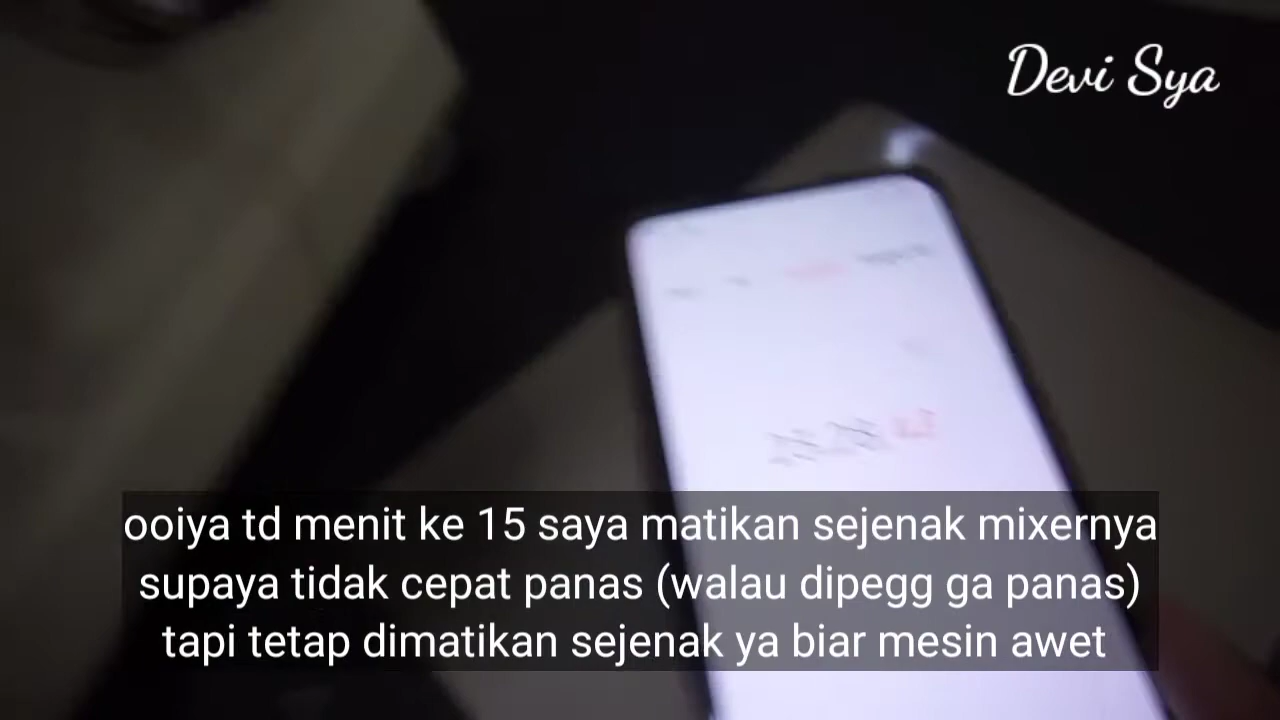 Devi Sya
ooiya td menit ke 15 saya matikan sejenak mixernya
supaya tidak cepat panas (walau dipegg ga panas)
tapi tetap dimatikan sejenak ya biar mesin awet